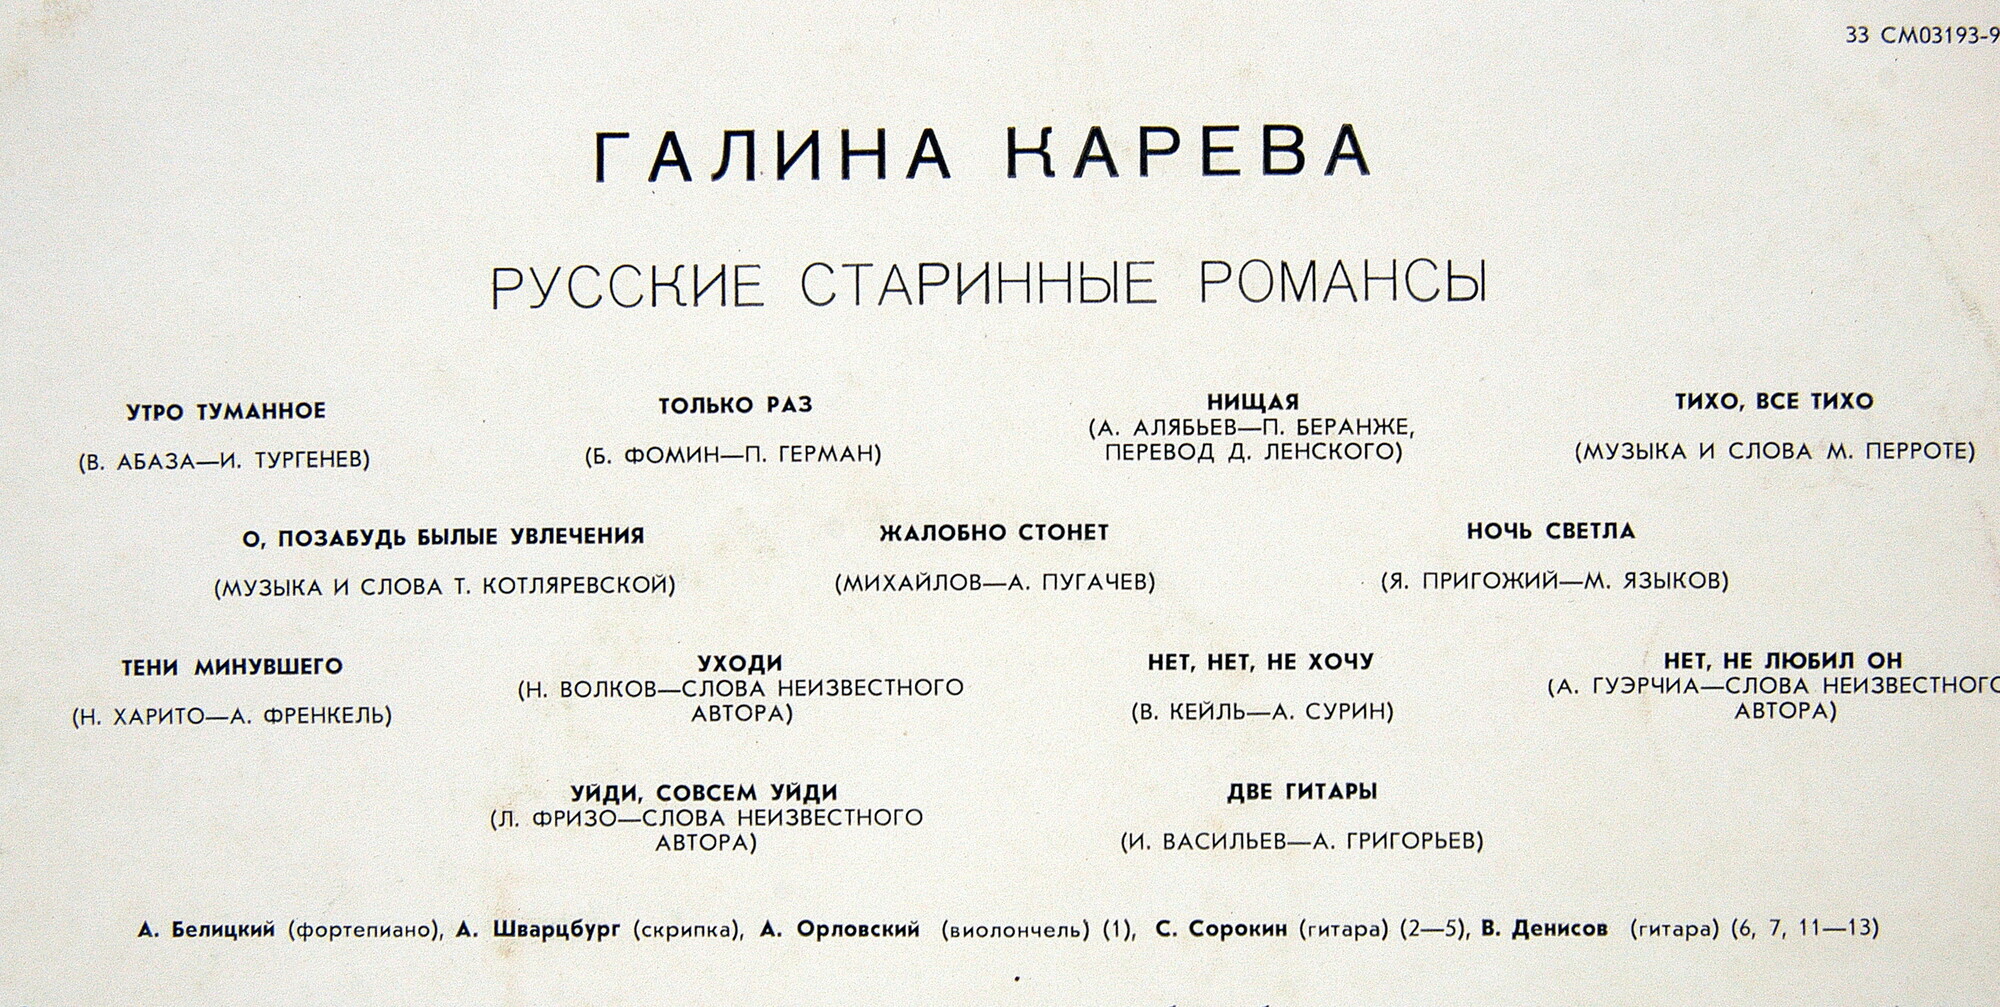 33 СМ03193-9
ГАЛИНА КАРЕВА
РУССКИЕ СТАРИННЫЕ РОМАНСЫ
УТРО ТУМАННОЕ
(В. АБАЗА—И. ТУРГЕНЕВ)
ТОЛЬКО РАЗ
(Б. ФОМИН—П. ГЕРМАН)
НИЩАЯ
(А. АЛЯБЬЕВ—П. БЕРАНЖЕ,
ПЕРЕВОД Д. ЛЕНСКОГО)
ТИХО, ВСЕ ТИХО
(МУЗЫКА И СЛОВА М. ПЕРРОТЕ)
О, ПОЗАБУДЬ БЫЛЫЕ УВЛЕЧЕНИЯ
(МУЗЫКА И СЛОВА Т. КОТЛЯРЕВСКОЙ)
ЖАЛОБНО СТОНЕТ
(МИХАЙЛОВ—А. ПУГАЧЕВ)
НОЧЬ СВЕТЛА
(Я. ПРИГОЖИЙ—М. ЯЗЫКОВ)
ТЕНИ МИНУВШЕГО
(Н. ХАРИТО—А. ФРЕНКЕЛЬ)
УХОДИ
(Н. ВОЛКОВ—СЛОВА НЕИЗВЕСТНОГО
АВТОРА)
НЕТ, НЕТ, НЕ ХОЧУ
(В. КЕЙЛЬ—А. СУРИН)
НЕТ, НЕ ЛЮБИЛ ОН
(А. ГУЭРЧИА—СЛОВА НЕИЗВЕСТНОГО
АВТОРА)
УЙДИ, СОВСЕМ УЙДИ
(Л. ФРИЗО—СЛОВА НЕИЗВЕСТНОГО
АВТОРА)
ДВЕ ГИТАРЫ
(И. ВАСИЛЬЕВ—А. ГРИГОРЬЕВ)
А. Белицкий (фортепиано), А. Шварцбург (скрипка), А. Орловский (виолончель) (1), С. Сорокин (гитара) (2—5), В. Денисов (гитара) (6, 7, 11—13)